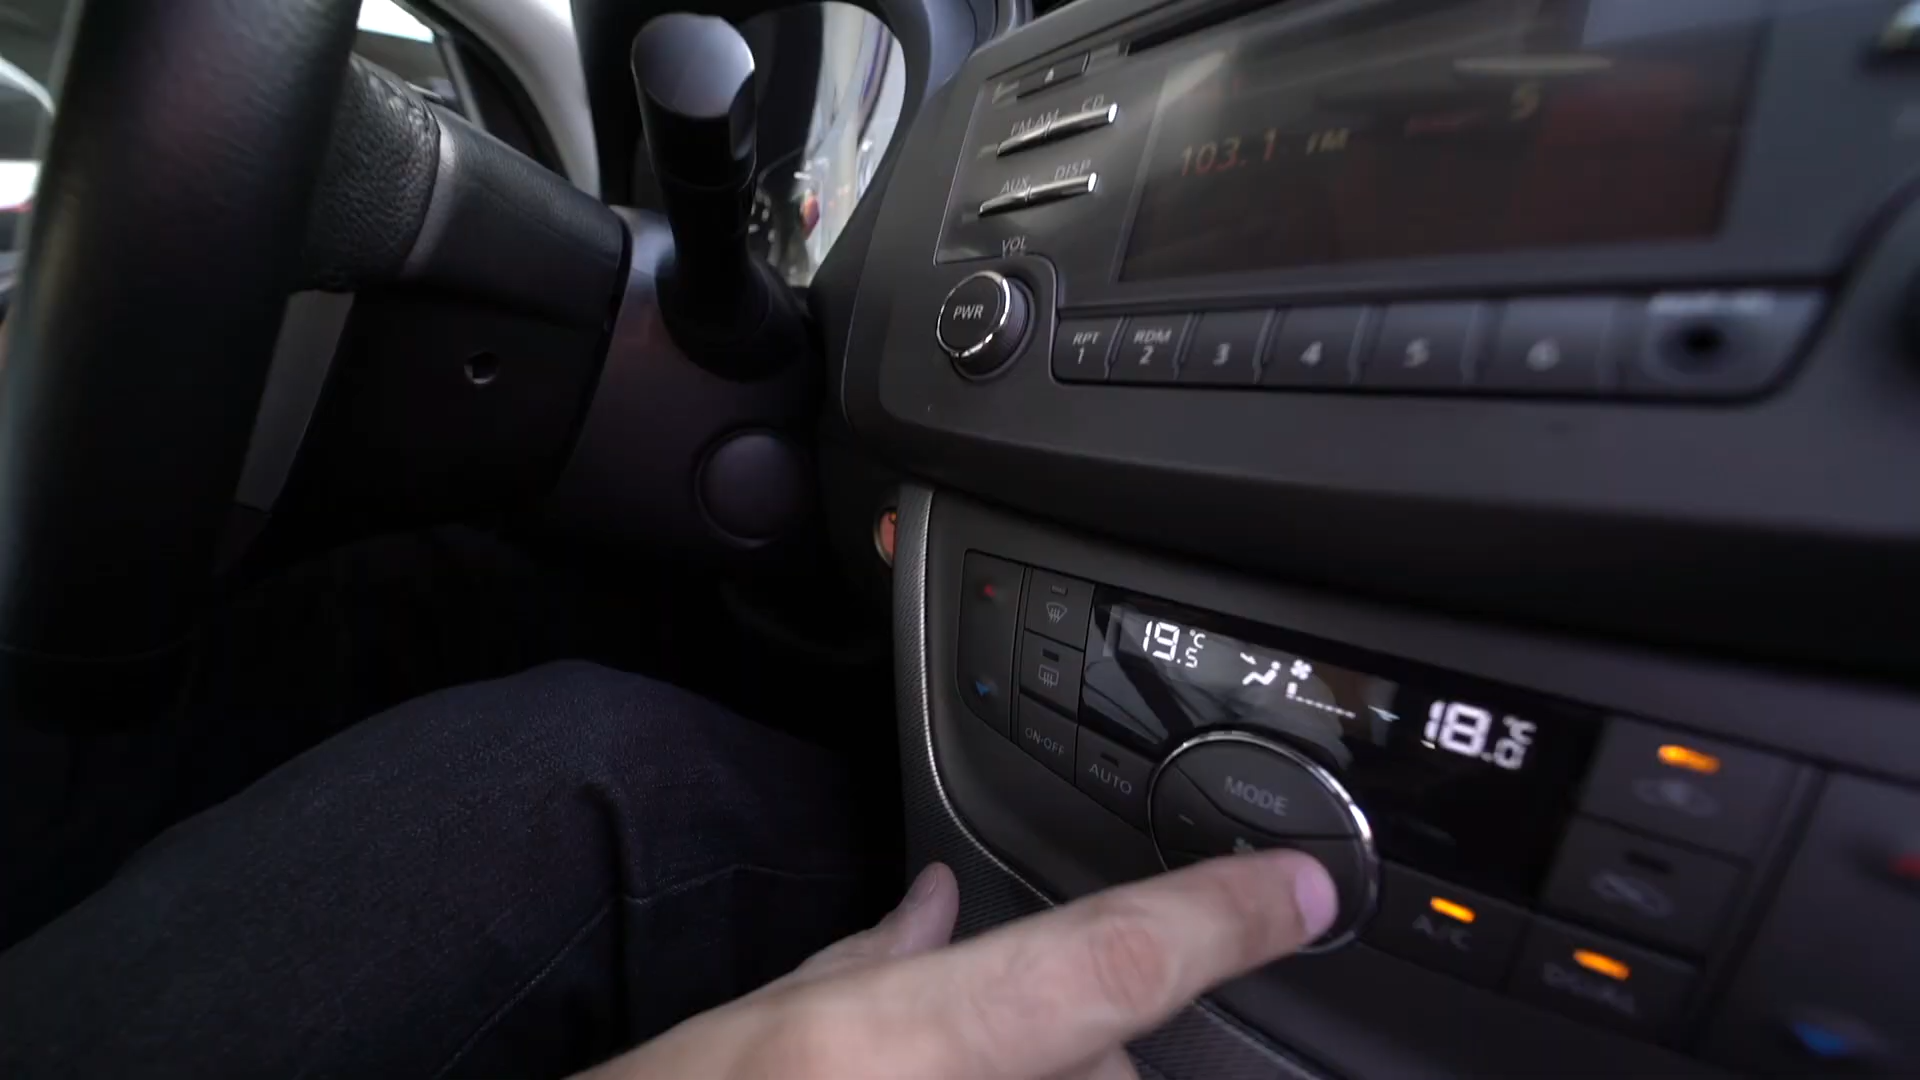 CD
FM·AM
103.1 FM
5
DISP
AUX
VOL
PWR
RPT
1
RDM
2
3
4
5
6
19.5 °C
18.0 °C
ON·OFF
AUTO
MODE
A/C
DUAL